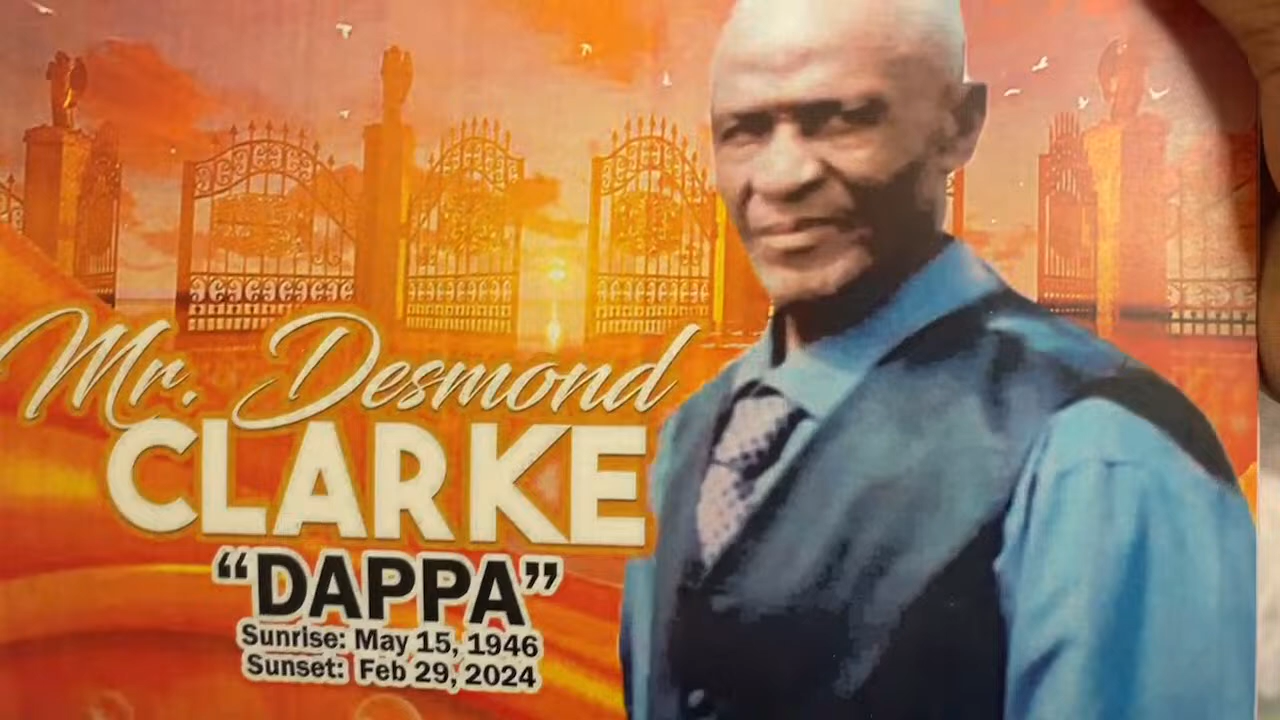 Mr. Desmond
CLARKE
“DAPPA”
Sunrise: May 15, 1946
Sunset: Feb 29, 2024